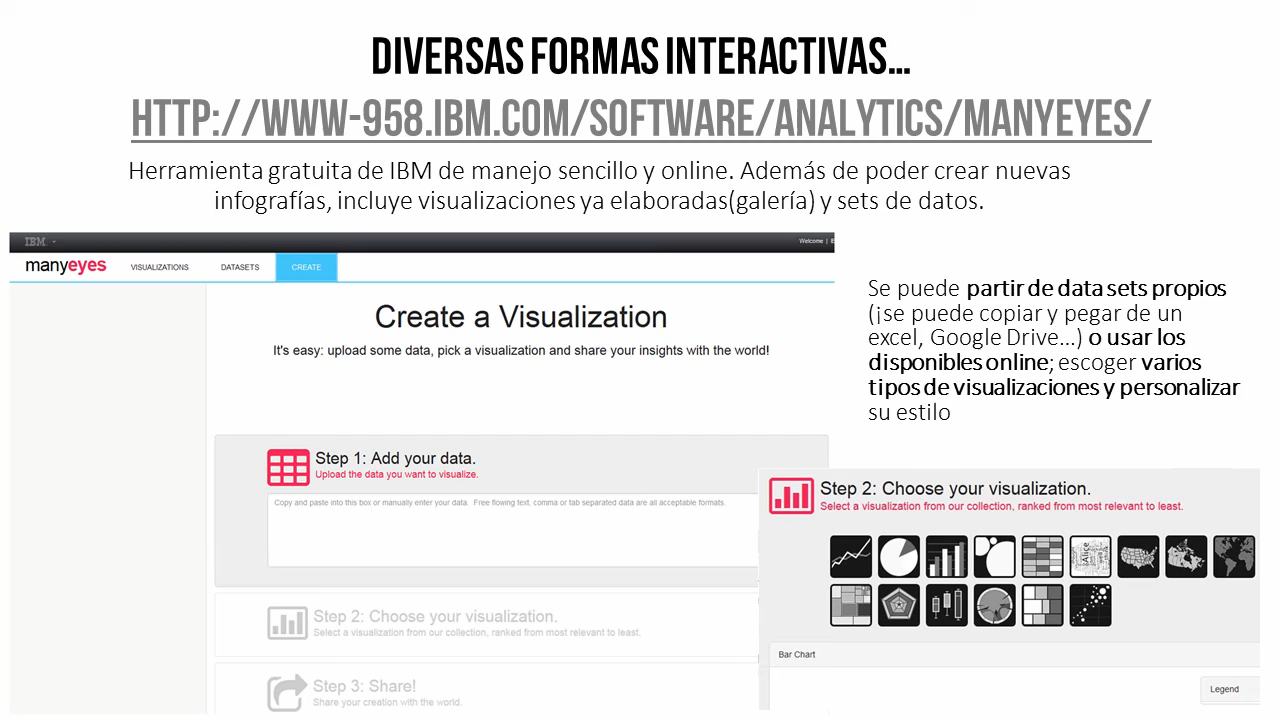 DIVERSAS FORMAS INTERACTIVAS...
HTTP://WWW-958.IBM.COM/SOFTWARE/ANALYTICS/MANYEYES/
Herramienta gratuita de IBM de manejo sencillo y online. Además de poder crear nuevas
infografías, incluye visualizaciones ya elaboradas(galería) y sets de datos.
IBM
Welcome |
manyeyes VISUALIZATIONS DATASETS CREATE
Create a Visualization
It's easy: upload some data, pick a visualization and share your insights with the world!
Se puede partir de data sets propios
(¡se puede copiar y pegar de un
excel, Google Drive...) o usar los
disponibles online; escoger varios
tipos de visualizaciones y personalizar
su estilo
Step 1: Add your data.
Upload the data you want to visualize.
Copy and paste into this box or manually enter your data. Free flowing text, comma or tab separated data are all acceptable formats.
Step 2: Choose your visualization.
Select a visualization from our collection, ranked from most relevant to least.
Step 3: Share!
Share your creation with the world.
Step 2: Choose your visualization.
Select a visualization from our collection, ranked from most relevant to least.
Alice
Bar Chart
Legend